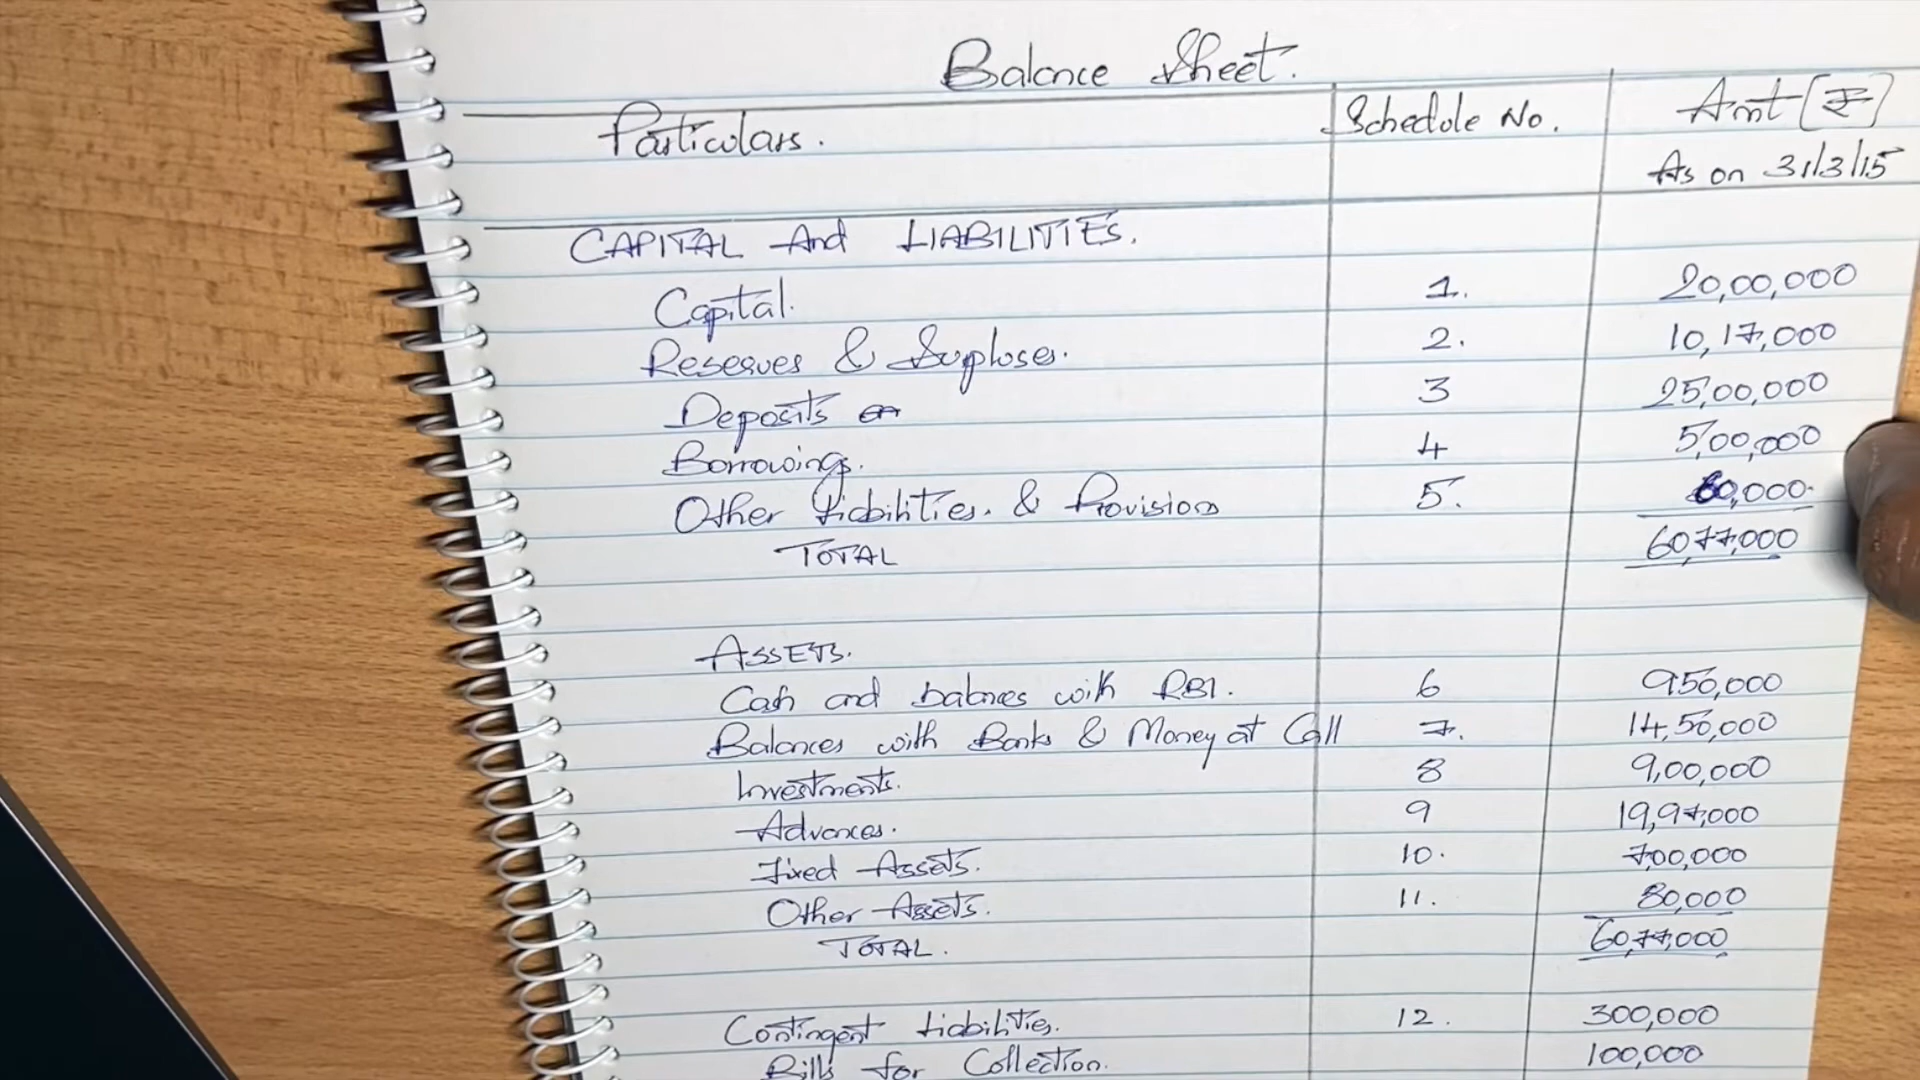 Balance Sheet.
Particulars. Schedule No. Amt [₹]
As on 31/3/15
CAPITAL And LIABILITIES.
Capital. 1. 20,00,000
Reserves & Surpluses. 2. 10,17,000
Deposits 3 25,00,000
Borrowings. 4 5,00,000
Other Liabilities. & Provisions 5. 60,000.
TOTAL 60,77,000
ASSETS.
Cash and balances with RBI. 6 950,000
Balances with Banks & Money at Call 7. 14,50,000
Investments. 8 9,00,000
Advances. 9 19,97,000
Fixed Assets. 10. 700,000
Other Assets. 11. 80,000
TOTAL. 60,77,000
Contingent Liabilities. 12. 300,000
Bills for Collection. 100,000